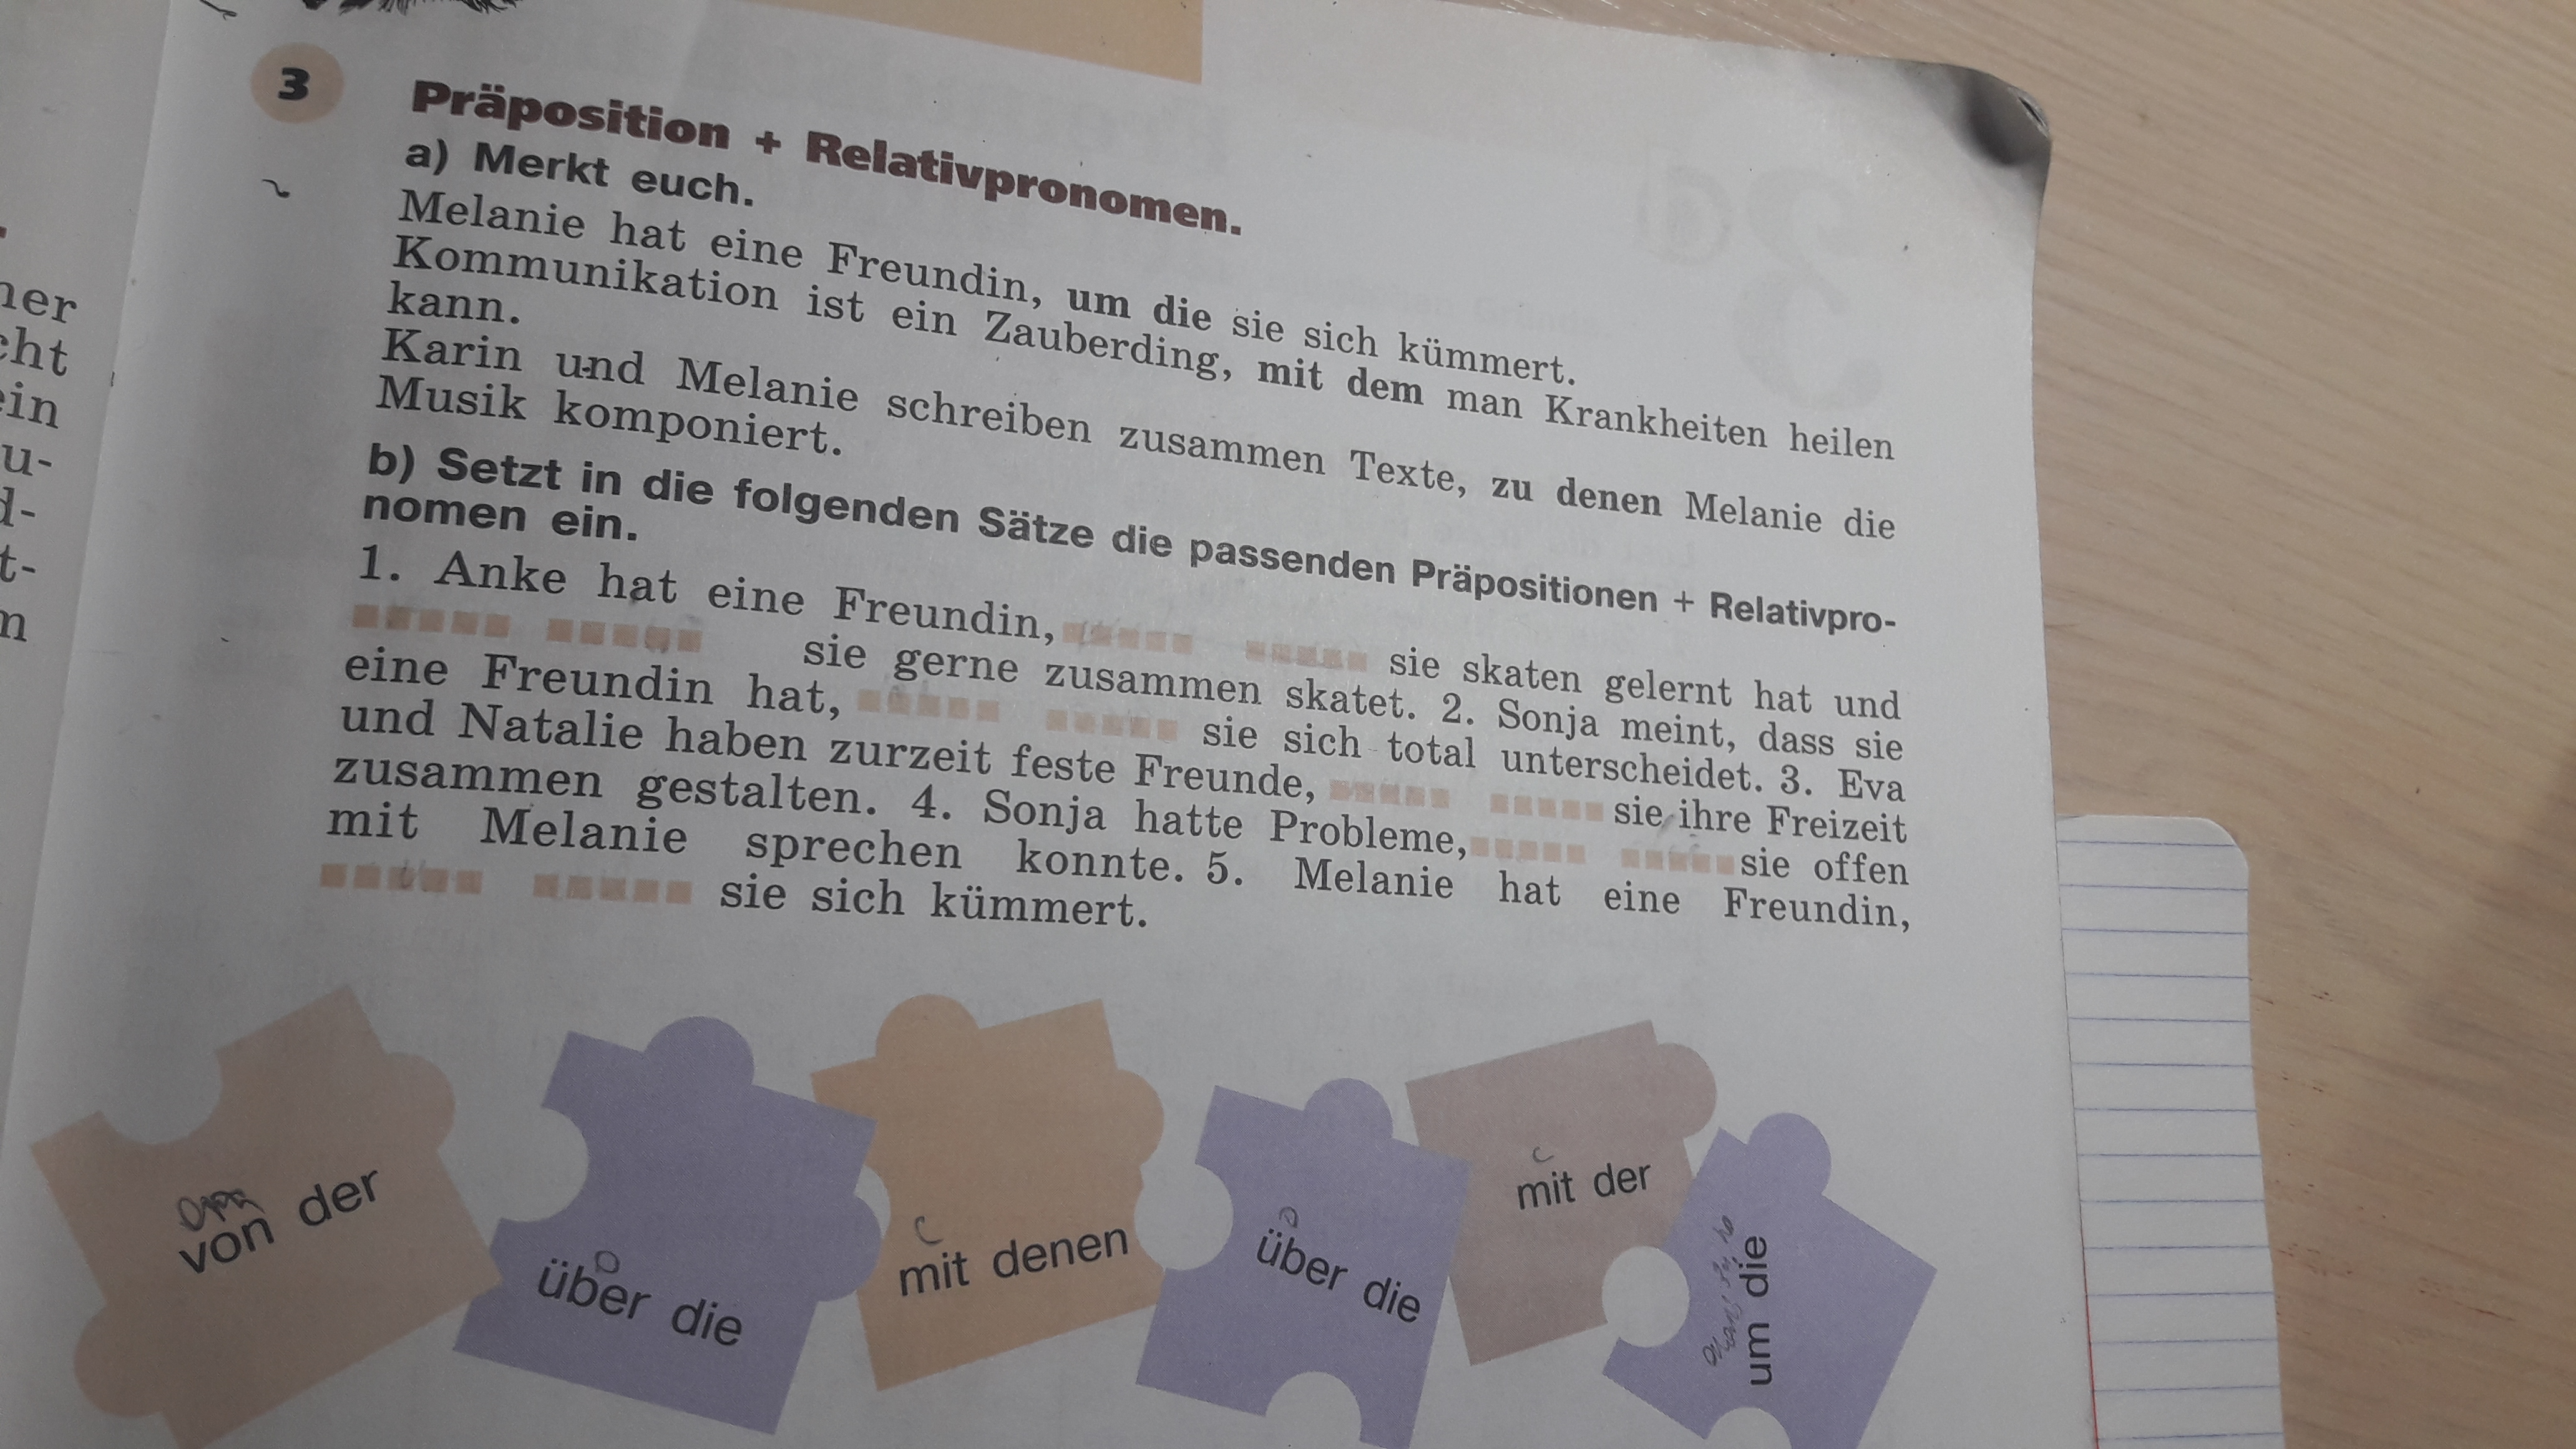 3
Präposition + Relativpronomen.
a) Merkt euch.
Melanie hat eine Freundin, um die sie sich kümmert.
Kommunikation ist ein Zauberding, mit dem man Krankheiten heilen
kann.
Karin und Melanie schreiben zusammen Texte, zu denen Melanie die
Musik komponiert.
b) Setzt in die folgenden Sätze die passenden Präpositionen + Relativpro-
nomen ein.
1. Anke hat eine Freundin, sie skaten gelernt hat und
sie gerne zusammen skatet. 2. Sonja meint, dass sie
eine Freundin hat, sie sich total unterscheidet. 3. Eva
und Natalie haben zurzeit feste Freunde, sie ihre Freizeit
zusammen gestalten. 4. Sonja hatte Probleme, sie offen
mit Melanie sprechen konnte. 5. Melanie hat eine Freundin,
sie sich kümmert.
von der
über die
mit denen
über die
mit der
um die
ner
cht
ein
u-
d-
t-
n